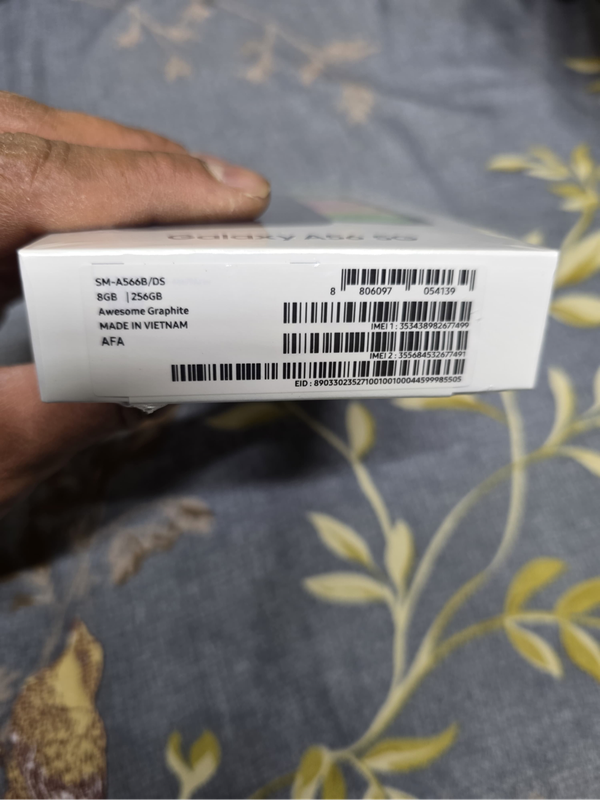 Galaxy A56 5G
SM-A566B/DS
8GB | 256GB
Awesome Graphite
MADE IN VIETNAM
AFA
8 806097 054139
IMEI 1 : 353438982677499
IMEI 2 : 355684532677491
EID : 89033023527100100100044599985505